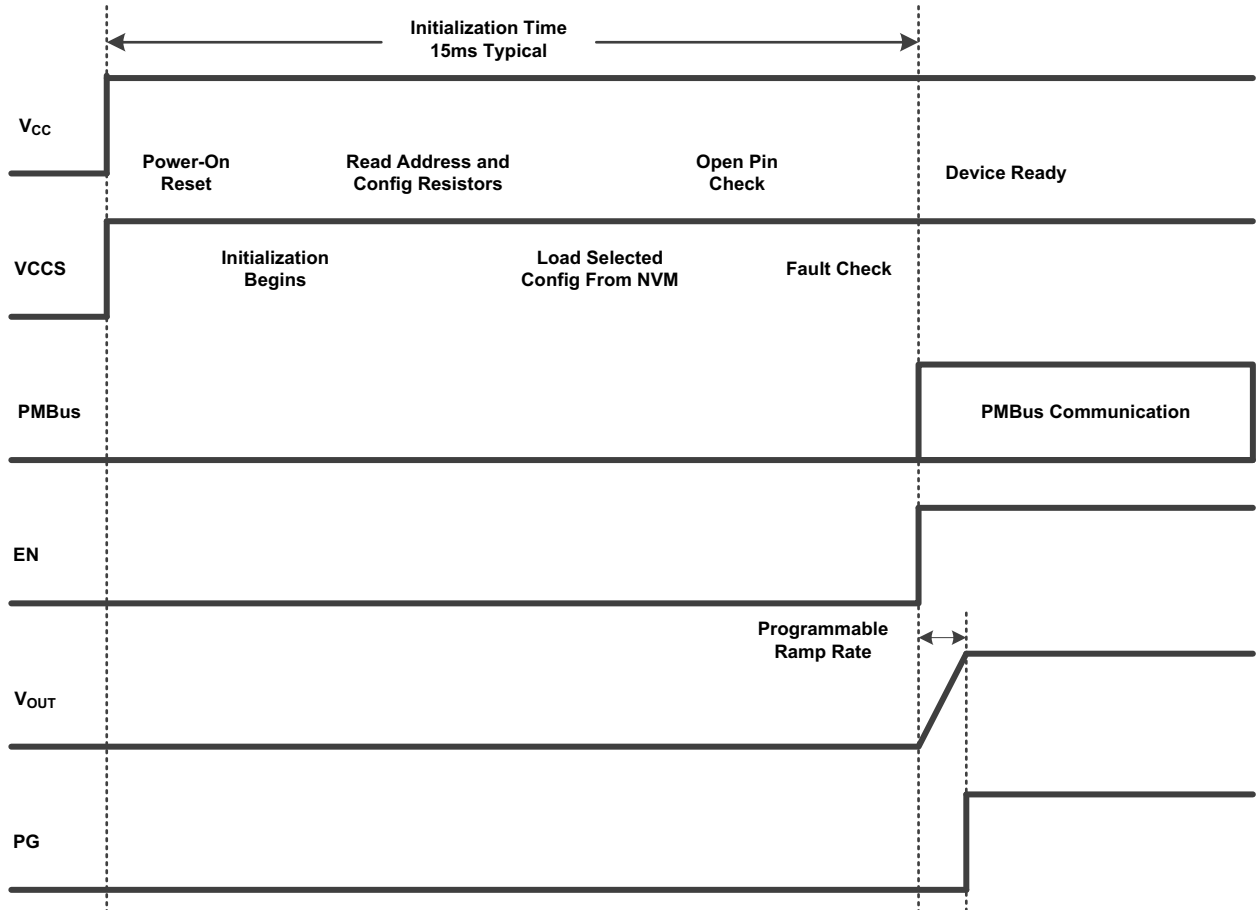 Initialization Time
15ms Typical
VCC
Power-On
Reset
Read Address and
Config Resistors
Open Pin
Check
Device Ready
VCCS
Initialization
Begins
Load Selected
Config From NVM
Fault Check
PMBus
PMBus Communication
EN
Programmable
Ramp Rate
VOUT
PG